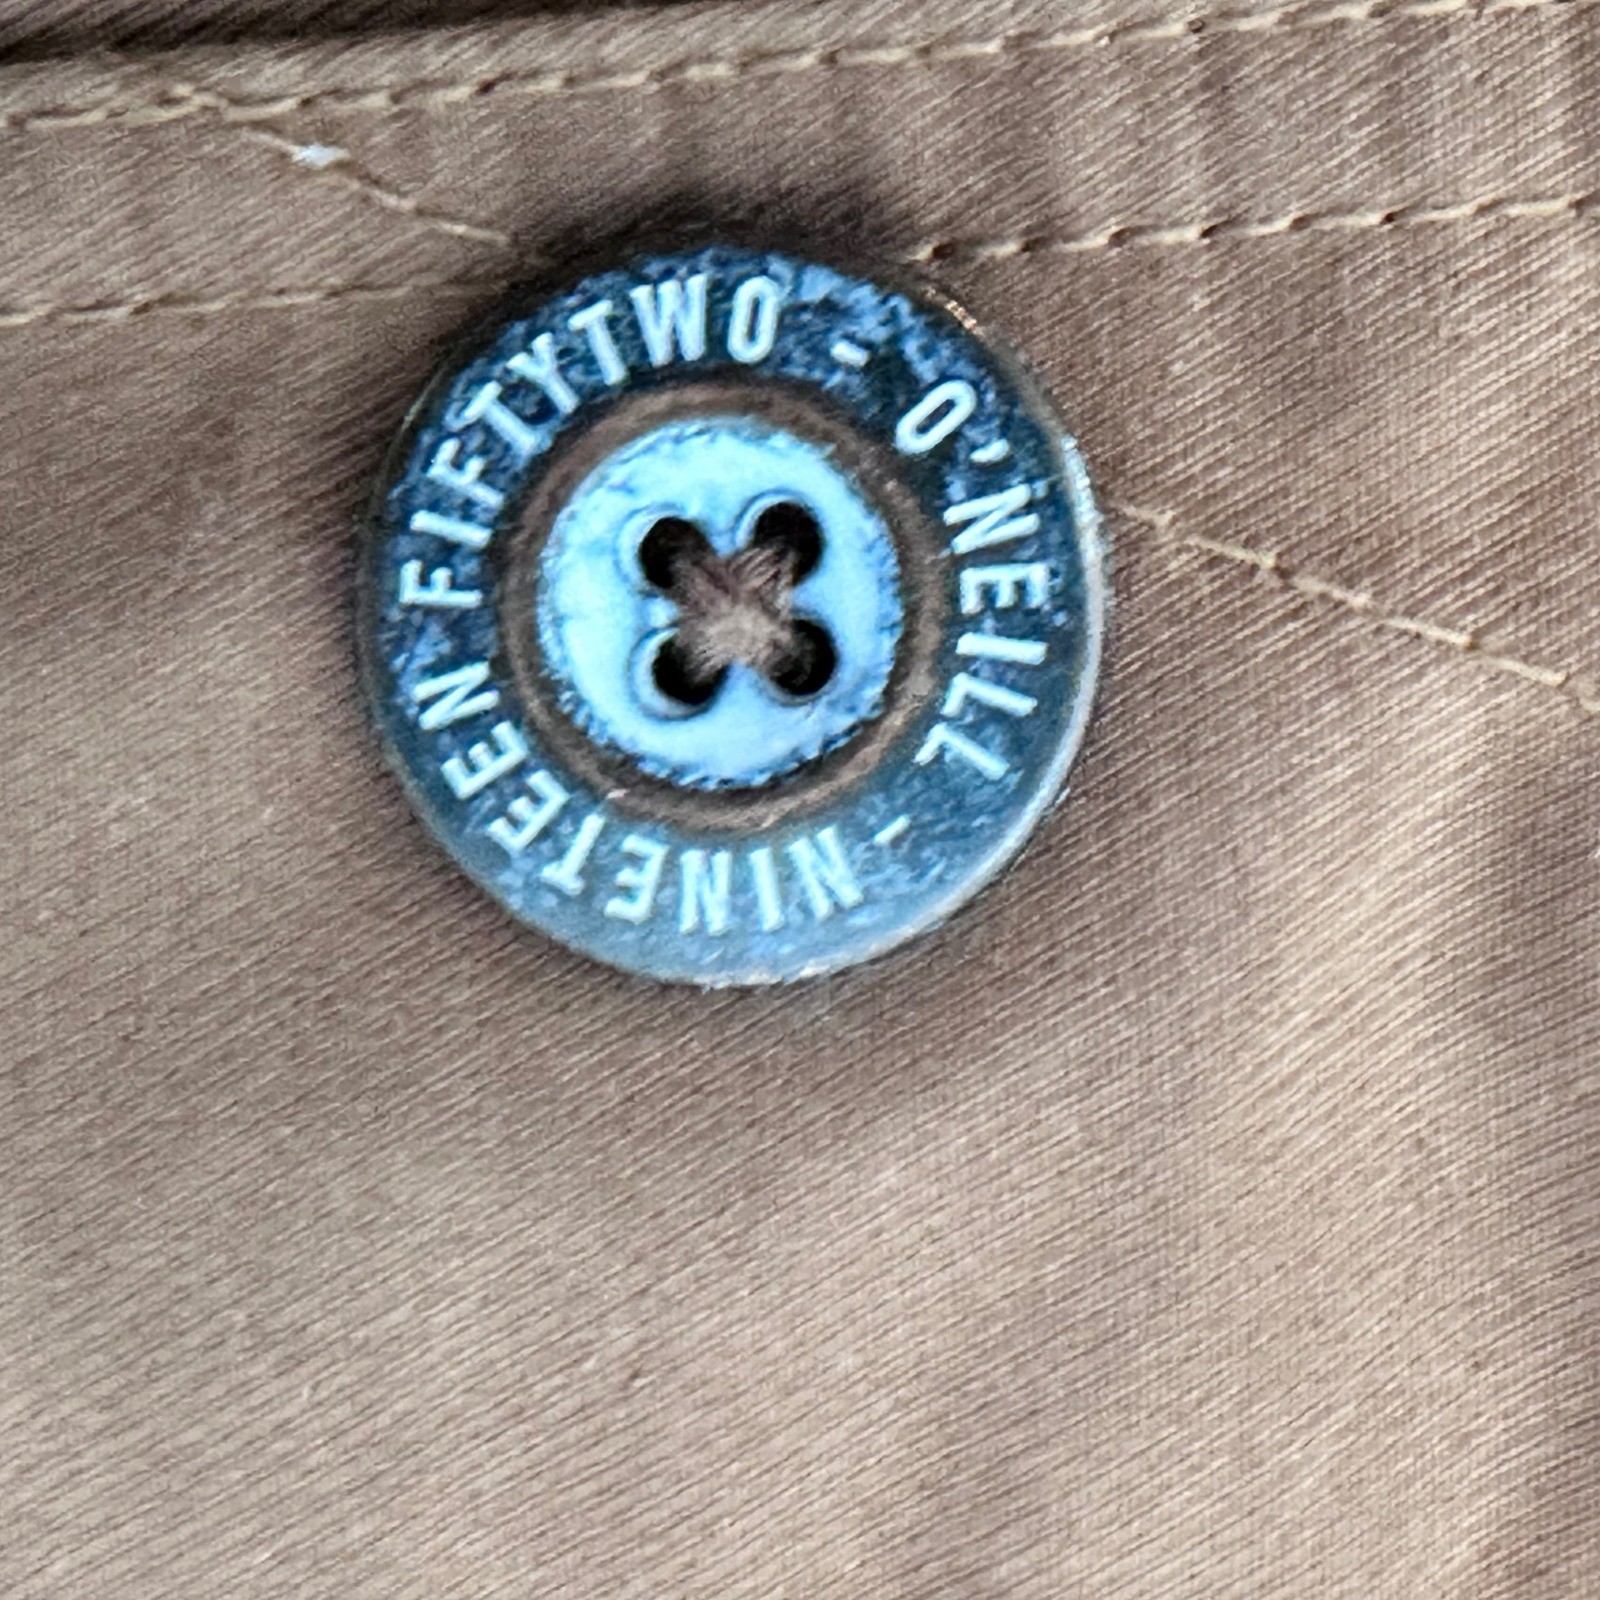 O'NEILL - NINETEEN FIFTYTWO -